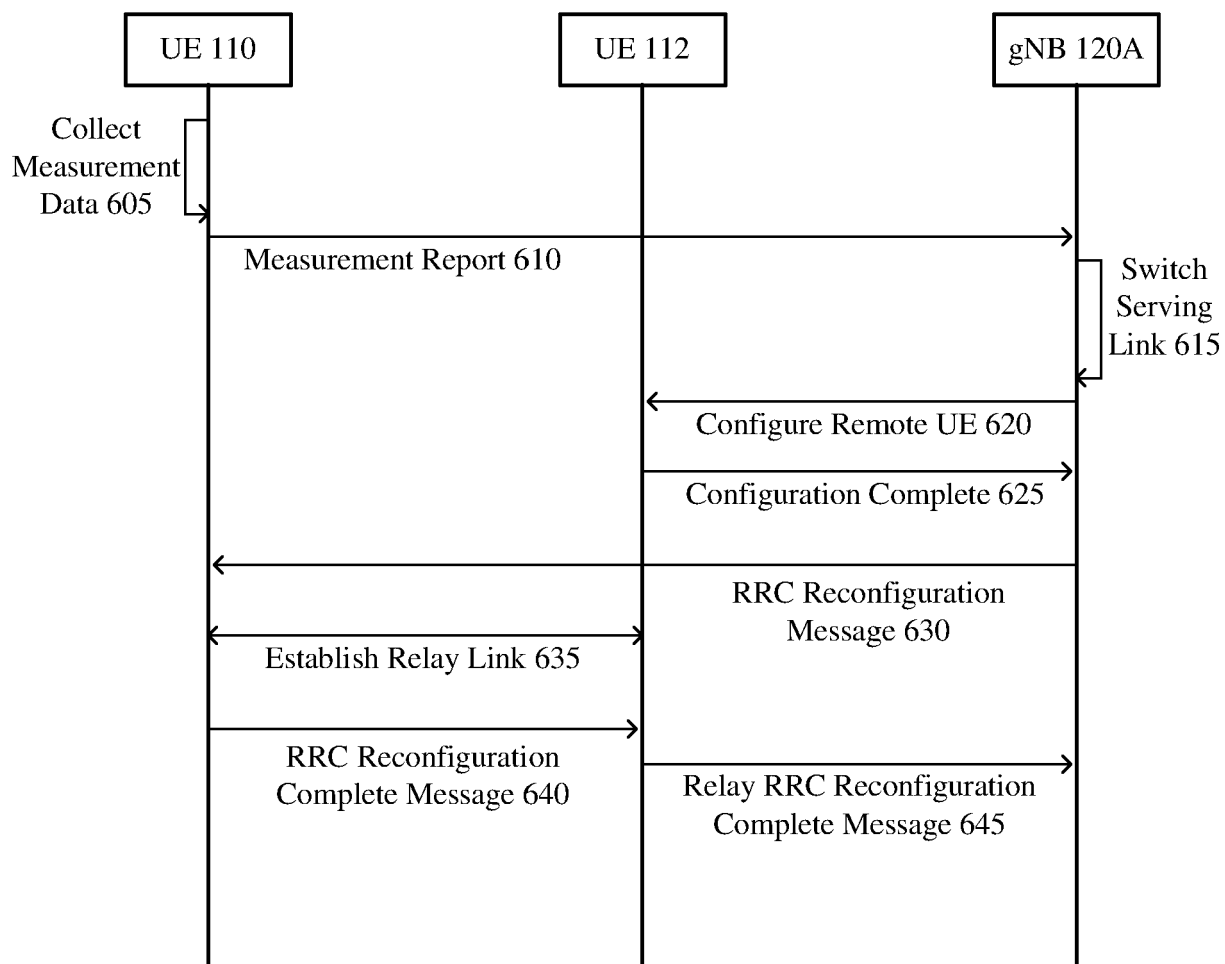 UE 110
UE 112
gNB 120A
Collect
Measurement
Data 605
Measurement Report 610
Switch
Serving
Link 615
Configure Remote UE 620
Configuration Complete 625
RRC Reconfiguration
Message 630
Establish Relay Link 635
RRC Reconfiguration
Complete Message 640
Relay RRC Reconfiguration
Complete Message 645